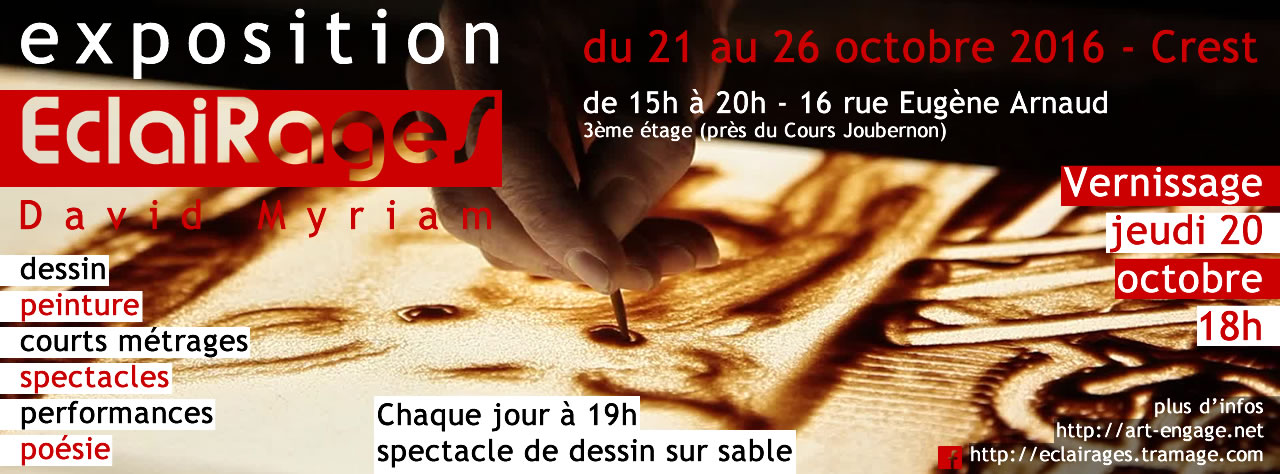 exposition
EclaiRages
David Myriam
dessin
peinture
courts métrages
spectacles
performances
poésie
du 21 au 26 octobre 2016 - Crest
de 15h à 20h - 16 rue Eugène Arnaud
3ème étage (près du Cours Joubernon)
Vernissage
jeudi 20
octobre
18h
Chaque jour à 19h
spectacle de dessin sur sable
plus d'infos
http://art-engage.net
f http://eclairages.tramage.com